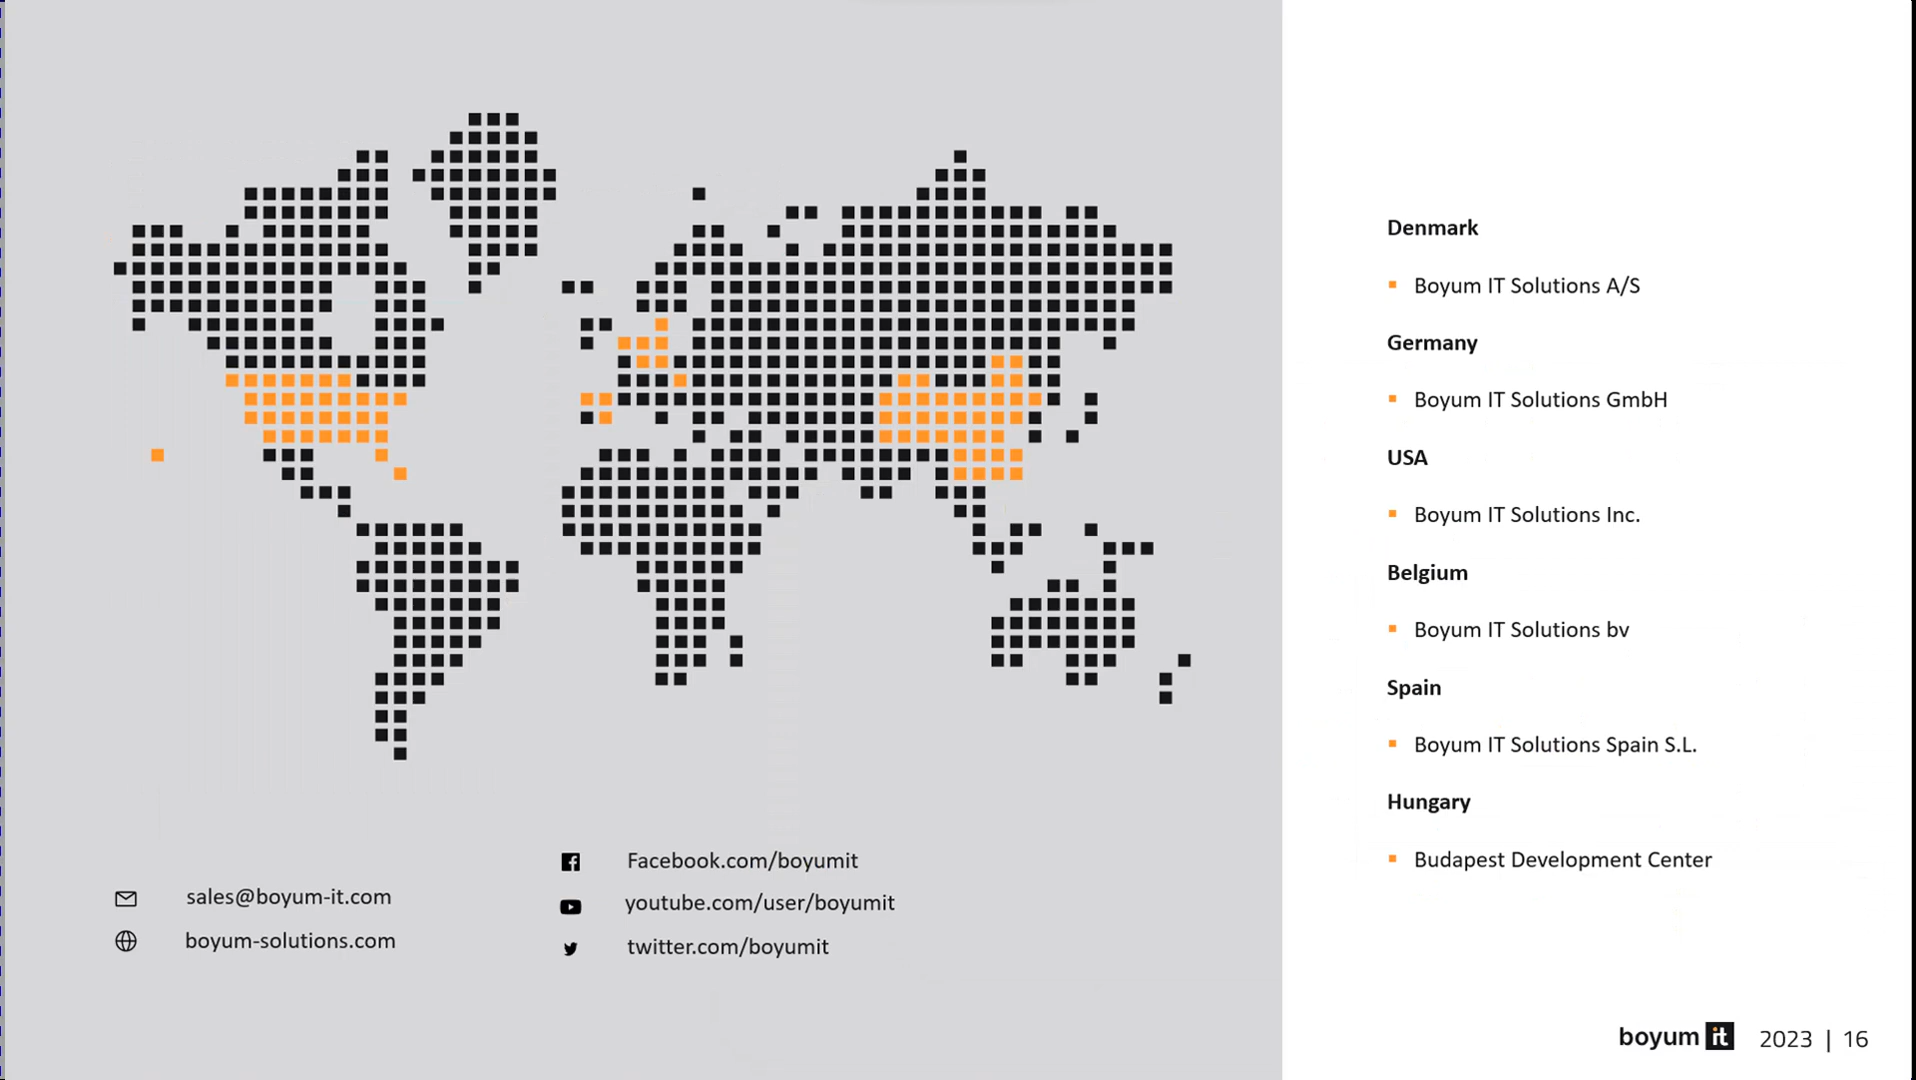 Denmark
Boyum IT Solutions A/S
Germany
Boyum IT Solutions GmbH
USA
Boyum IT Solutions Inc.
Belgium
Boyum IT Solutions bv
Spain
Boyum IT Solutions Spain S.L.
Hungary
Budapest Development Center
sales@boyum-it.com
boyum-solutions.com
Facebook.com/boyumit
youtube.com/user/boyumit
twitter.com/boyumit
boyum it 2023 | 16